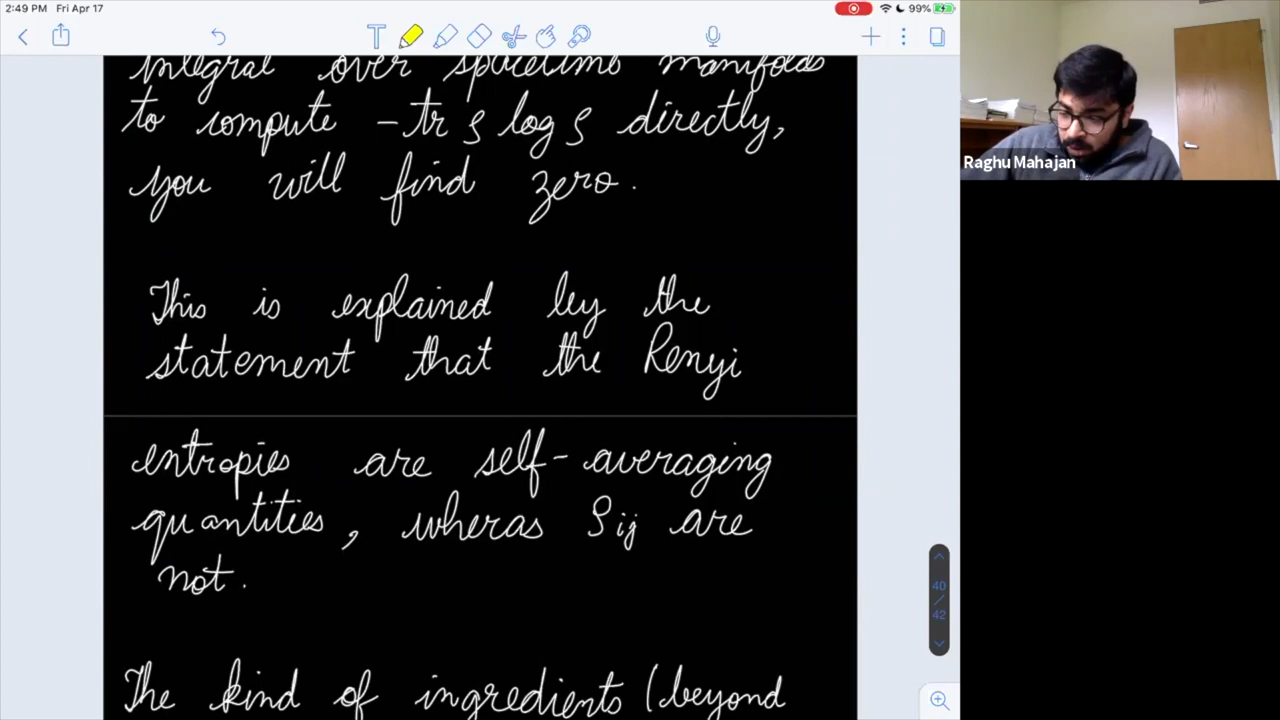 2:49 PM Fri Apr 17
99%
integral over spacetime manifolds
to compute - tr ρ log ρ directly,
you will find zero.
Raghu Mahajan
This is explained by the
statement that the Renyi
entropies are self-averaging
quantities, wheras ρij are
not.
40
/
42
The kind of ingredients (beyond